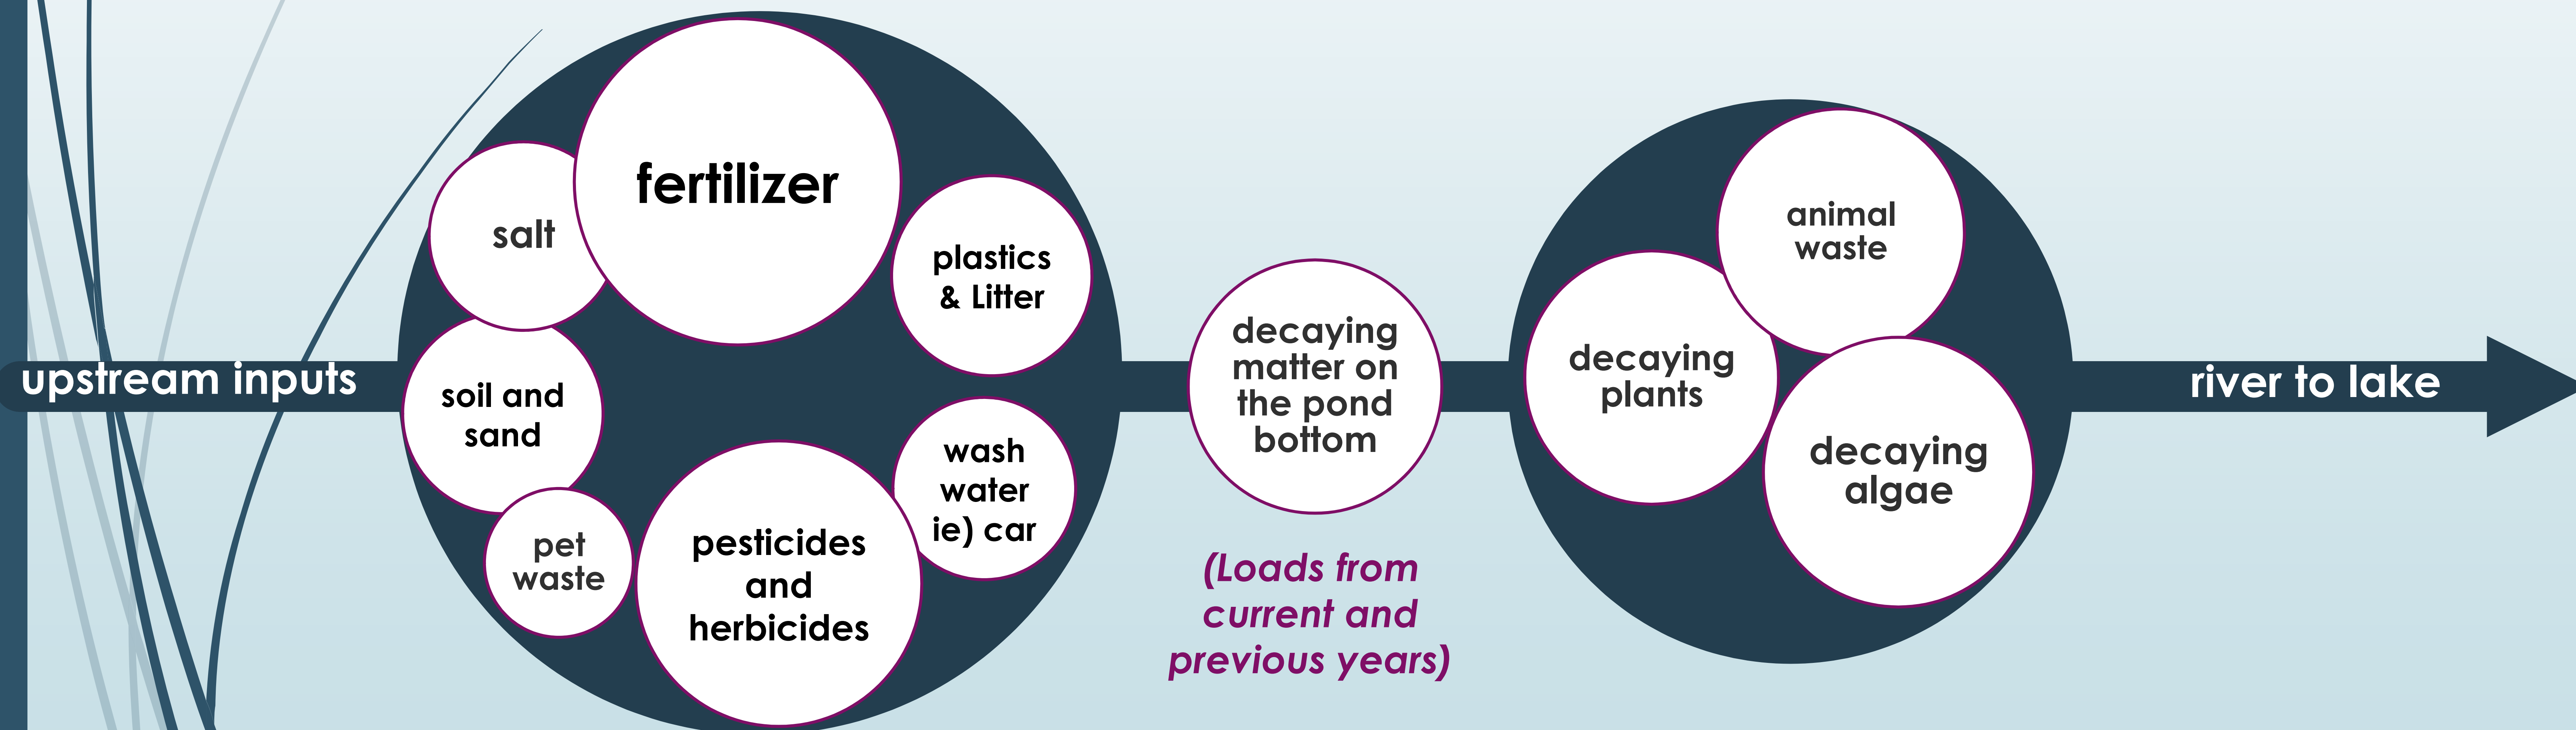 upstream inputs
salt
fertilizer
plastics
& Litter
soil and
sand
pet
waste
pesticides
and
herbicides
wash
water
ie) car
decaying
matter on
the pond
bottom
(Loads from
current and
previous years)
decaying
plants
animal
waste
decaying
algae
river to lake